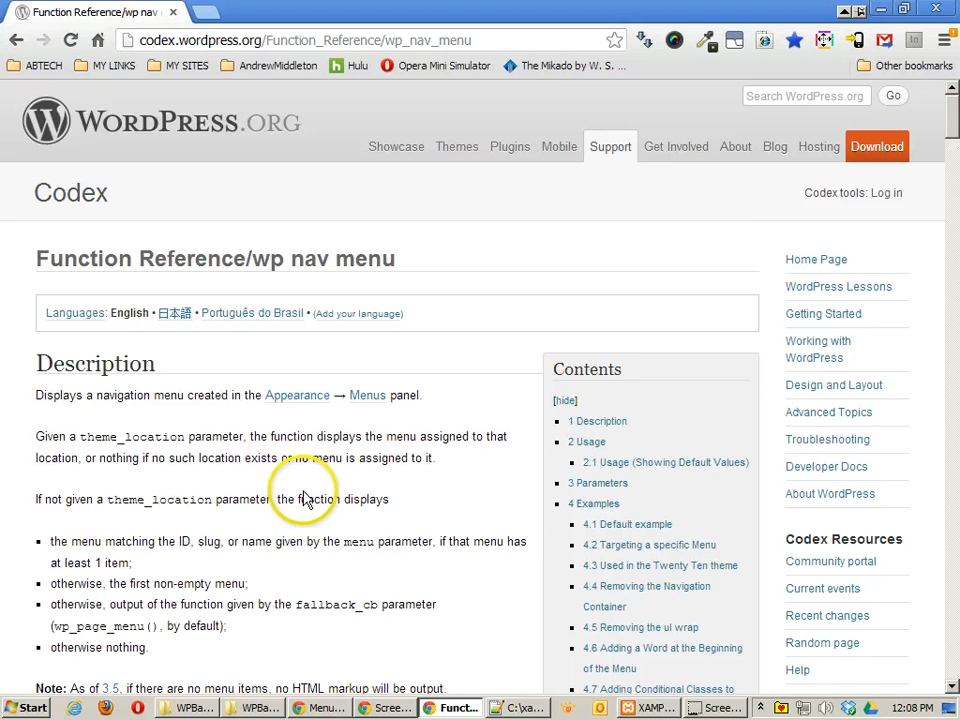 Function Reference/wp nav
codex.wordpress.org/Function_Reference/wp_nav_menu
ABTECH MY LINKS MY SITES AndrewMiddleton Hulu Opera Mini Simulator The Mikado by W. S. ... Other bookmarks
Search WordPress.org Go
WORDPRESS.ORG
Showcase Themes Plugins Mobile Support Get Involved About Blog Hosting Download
Codex
Codex tools: Log in
Function Reference/wp nav menu
Languages: English • 日本語 • Português do Brasil • (Add your language)
Description
Displays a navigation menu created in the Appearance → Menus panel.
Given a theme_location parameter, the function displays the menu assigned to that
location, or nothing if no such location exists or no menu is assigned to it.
If not given a theme_location parameter, the function displays
the menu matching the ID, slug, or name given by the menu parameter, if that menu has
at least 1 item;
otherwise, the first non-empty menu;
otherwise, output of the function given by the fallback_cb parameter
(wp_page_menu(), by default);
otherwise nothing.
Note: As of 3.5, if there are no menu items, no HTML markup will be output.
Contents
[hide]
1 Description
2 Usage
2.1 Usage (Showing Default Values)
3 Parameters
4 Examples
4.1 Default example
4.2 Targeting a specific Menu
4.3 Used in the Twenty Ten theme
4.4 Removing the Navigation
Container
4.5 Removing the ul wrap
4.6 Adding a Word at the Beginning
of the Menu
4.7 Adding Conditional Classes to
Home Page
WordPress Lessons
Getting Started
Working with
WordPress
Design and Layout
Advanced Topics
Troubleshooting
Developer Docs
About WordPress
Codex Resources
Community portal
Current events
Recent changes
Random page
Help
Start WPBa... WPBa... Menu... Scree... Funct... C:\xa... XAMP... Scree... 12:08 PM